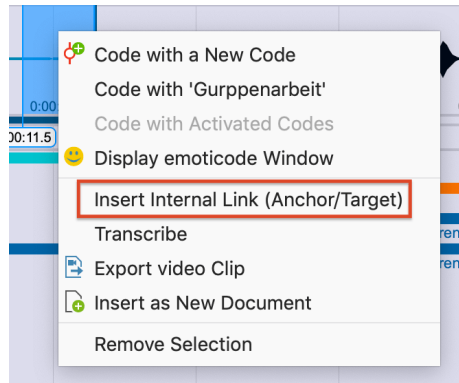 Code with a New Code
Code with 'Gurppenarbeit'
0:00
Code with Activated Codes
00:11.5
Display emoticode Window
Insert Internal Link (Anchor/Target)
Transcribe
Export video Clip
Insert as New Document
Remove Selection